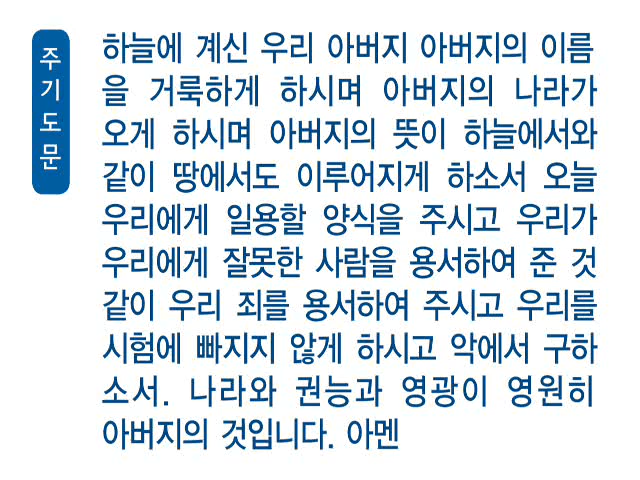 주기도문
하늘에 계신 우리 아버지 아버지의 이름
을 거룩하게 하시며 아버지의 나라가
오게 하시며 아버지의 뜻이 하늘에서와
같이 땅에서도 이루어지게 하소서 오늘
우리에게 일용할 양식을 주시고 우리가
우리에게 잘못한 사람을 용서하여 준 것
같이 우리 죄를 용서하여 주시고 우리를
시험에 빠지지 않게 하시고 악에서 구하
소서. 나라와 권능과 영광이 영원히
아버지의 것입니다. 아멘